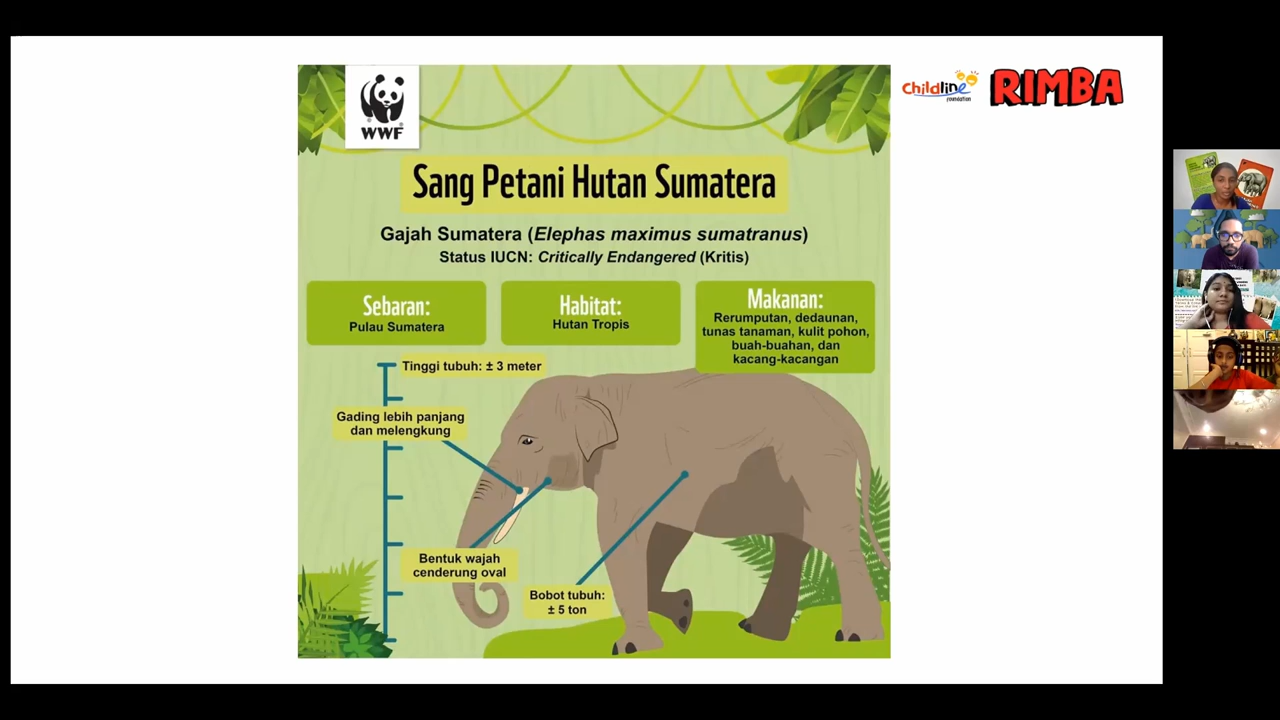 WWF
Childline
Foundation
RIMBA
Sang Petani Hutan Sumatera
Gajah Sumatera (Elephas maximus sumatranus)
Status IUCN: Critically Endangered (Kritis)
Sebaran:
Pulau Sumatera
Habitat:
Hutan Tropis
Makanan:
Rerumputan, dedaunan,
tunas tanaman, kulit pohon,
buah-buahan, dan
kacang-kacangan
Tinggi tubuh: ± 3 meter
Gading lebih panjang
dan melengkung
Bentuk wajah
cenderung oval
Bobot tubuh:
± 5 ton